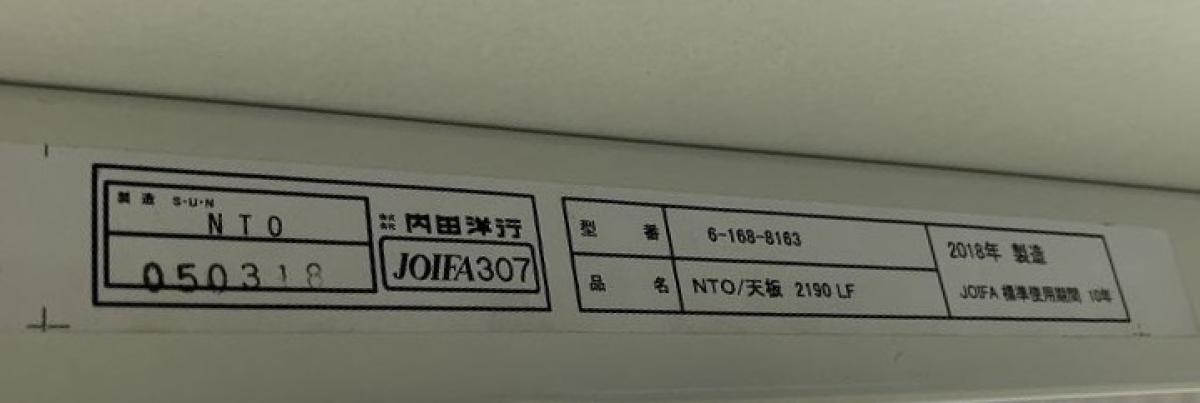 製造 S・U・N
NTO
050318
株式会社 内田洋行
JOIFA307
型番 6-168-8163
品名 NTO/天板 2190 LF
2018年 製造
JOIFA 標準使用期間 10年